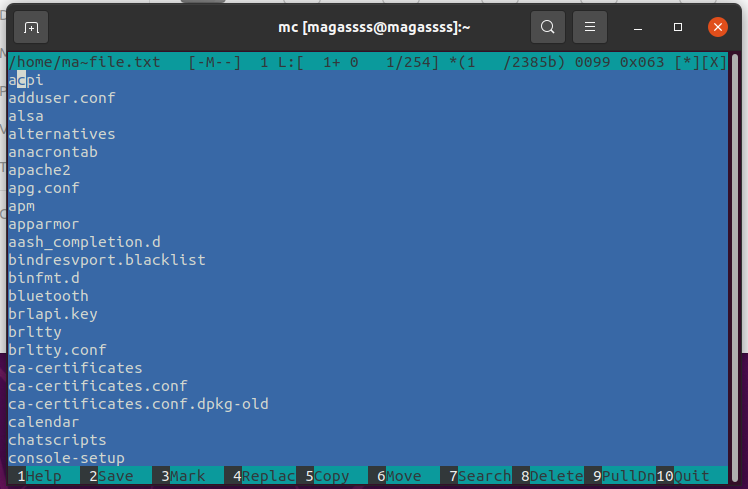 mc [magassss@magassss]:~
/home/ma~file.txt   [-M--]  1 L:[  1+ 0   1/254] *(1   /2385b) 0099 0x063 [*][X]
acpi
adduser.conf
alsa
alternatives
anacrontab
apache2
apg.conf
apm
apparmor
aash_completion.d
bindresvport.blacklist
binfmt.d
bluetooth
brlapi.key
brltty
brltty.conf
ca-certificates
ca-certificates.conf
ca-certificates.conf.dpkg-old
calendar
chatscripts
console-setup
1Help  2Save  3Mark  4Replac 5Copy  6Move  7Search 8Delete 9PullDn 10Quit